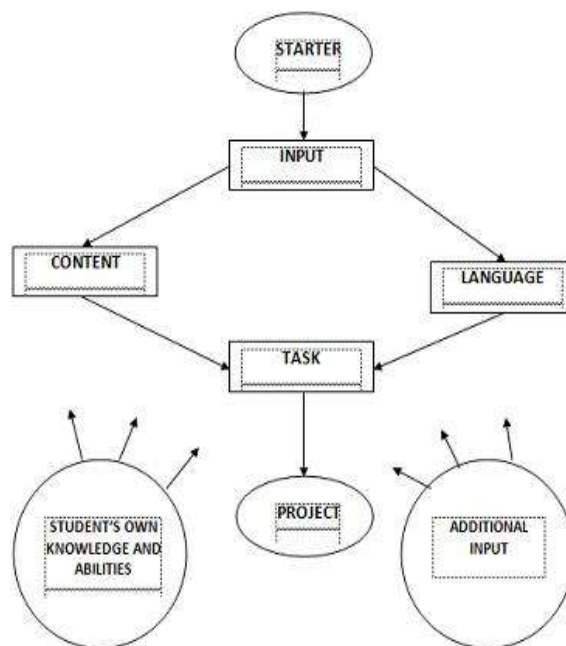 STARTER
INPUT
CONTENT
LANGUAGE
TASK
PROJECT
STUDENT'S OWN
KNOWLEDGE AND
ABILITIES
ADDITIONAL
INPUT